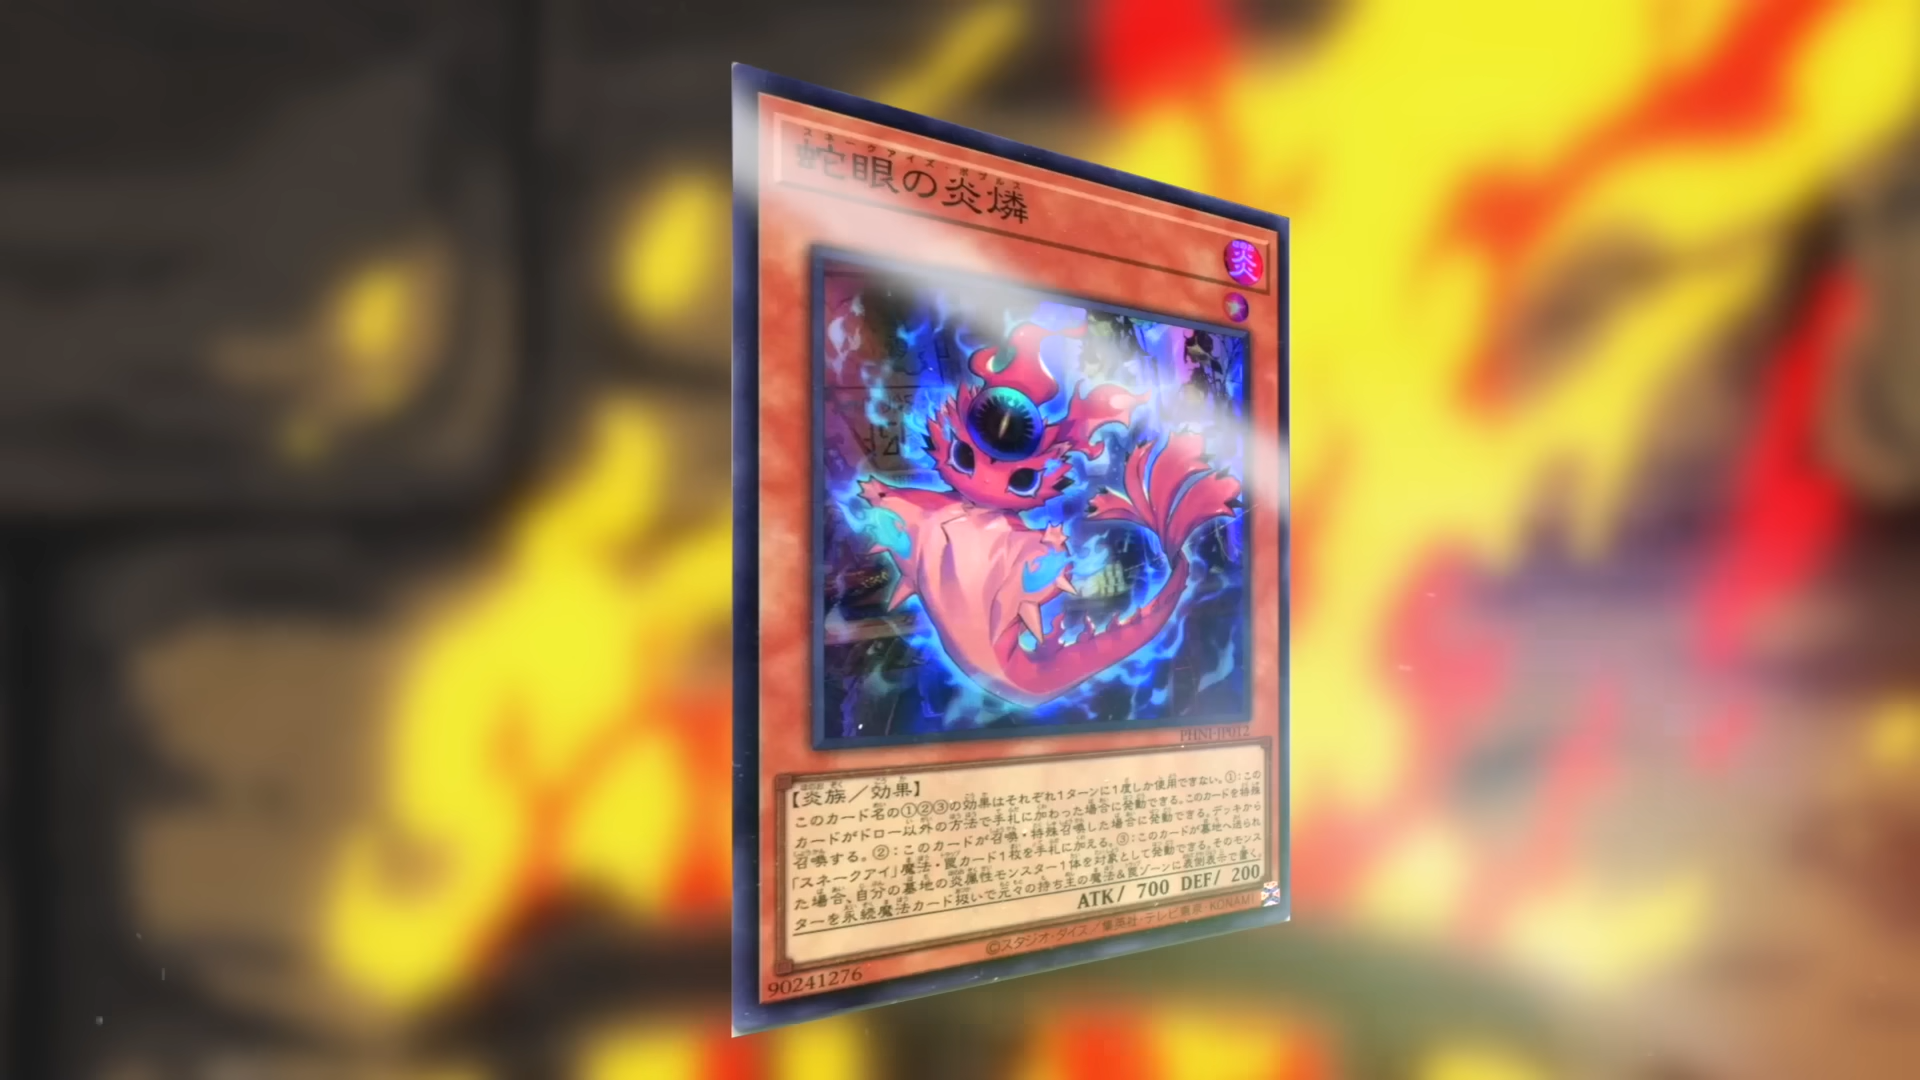 スネークアイズ・ポプルス
蛇眼の炎燐
炎
PHNI-JP012
【炎族／効果】
このカード名の①②③の効果はそれぞれ1ターンに1度しか使用できない。①：この
カードがドロー以外の方法で手札に加わった場合に発動できる。このカードを特殊
召喚する。②：このカードが召喚・特殊召喚した場合に発動できる。デッキから
「スネークアイ」魔法・罠カード1枚を手札に加える。③：このカードが墓地へ送られ
た場合、自分の墓地の炎属性モンスター1体を対象として発動できる。そのモンス
ターを永続魔法カード扱いで元々の持ち主の魔法&罠ゾーンに表側表示で置く。
ATK/ 700 DEF/ 200
90241276
©スタジオ・ダイス／集英社・テレビ東京・KONAMI